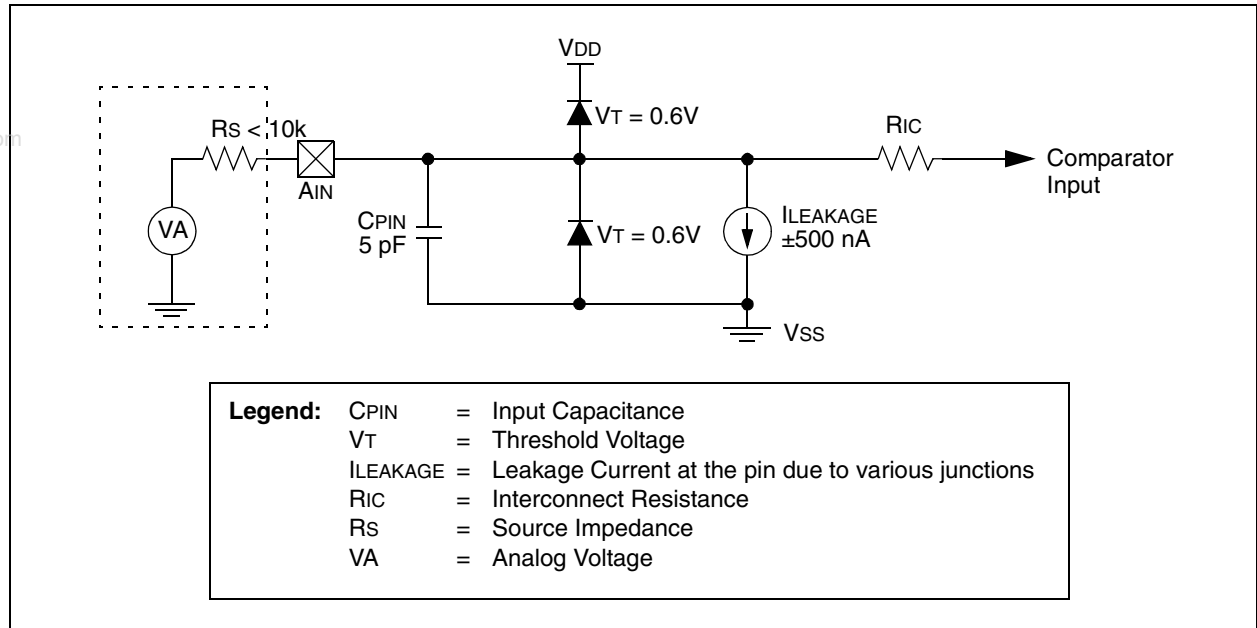 VDD
VT = 0.6V
RS < 10k
RIC
om
AIN
Comparator
Input
CPIN
5 pF
VA
VT = 0.6V
ILEAKAGE
±500 nA
VSS
Legend: CPIN = Input Capacitance
VT = Threshold Voltage
ILEAKAGE = Leakage Current at the pin due to various junctions
RIC = Interconnect Resistance
RS = Source Impedance
VA = Analog Voltage